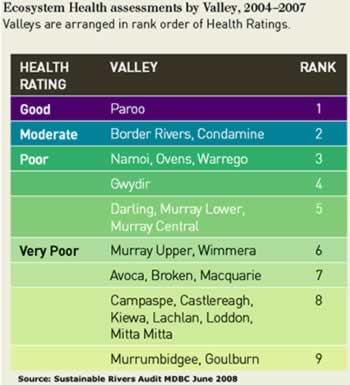 Ecosystem Health assessments by Valley, 2004–2007
Valleys are arranged in rank order of Health Ratings.
HEALTH VALLEY RANK
RATING
Good Paroo 1
Moderate Border Rivers, Condamine 2
Poor Namoi, Ovens, Warrego 3
Gwydir 4
Darling, Murray Lower, 5
Murray Central
Very Poor Murray Upper, Wimmera 6
Avoca, Broken, Macquarie 7
Campaspe, Castlereagh, 8
Kiewa, Lachlan, Loddon,
Mitta Mitta
Murrumbidgee, Goulburn 9
Source: Sustainable Rivers Audit MDBC June 2008